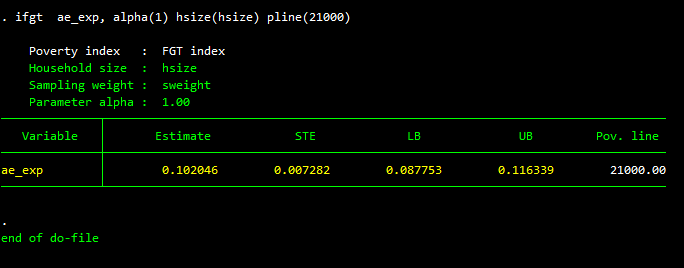 . ifgt  ae_exp, alpha(1) hsize(hsize) pline(21000)
Poverty index   :  FGT index
Household size  :  hsize
Sampling weight :  sweight
Parameter alpha :  1.00
Variable Estimate STE LB UB Pov. line
ae_exp 0.102046 0.007282 0.087753 0.116339 21000.00
.
end of do-file